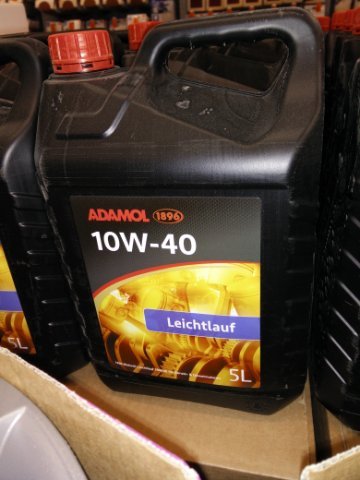 ADAMOL 1896
10W-40
Leichtlauf
5L